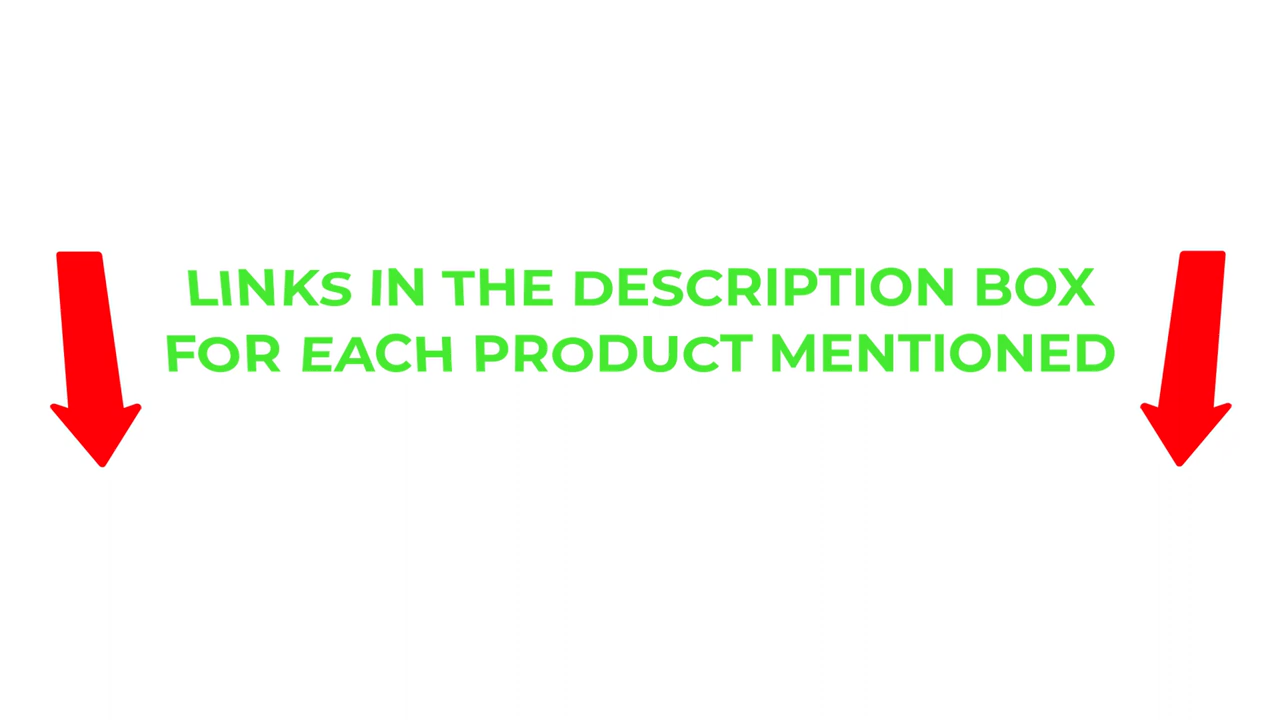 LINKS IN THE DESCRIPTION BOX
FOR EACH PRODUCT MENTIONED